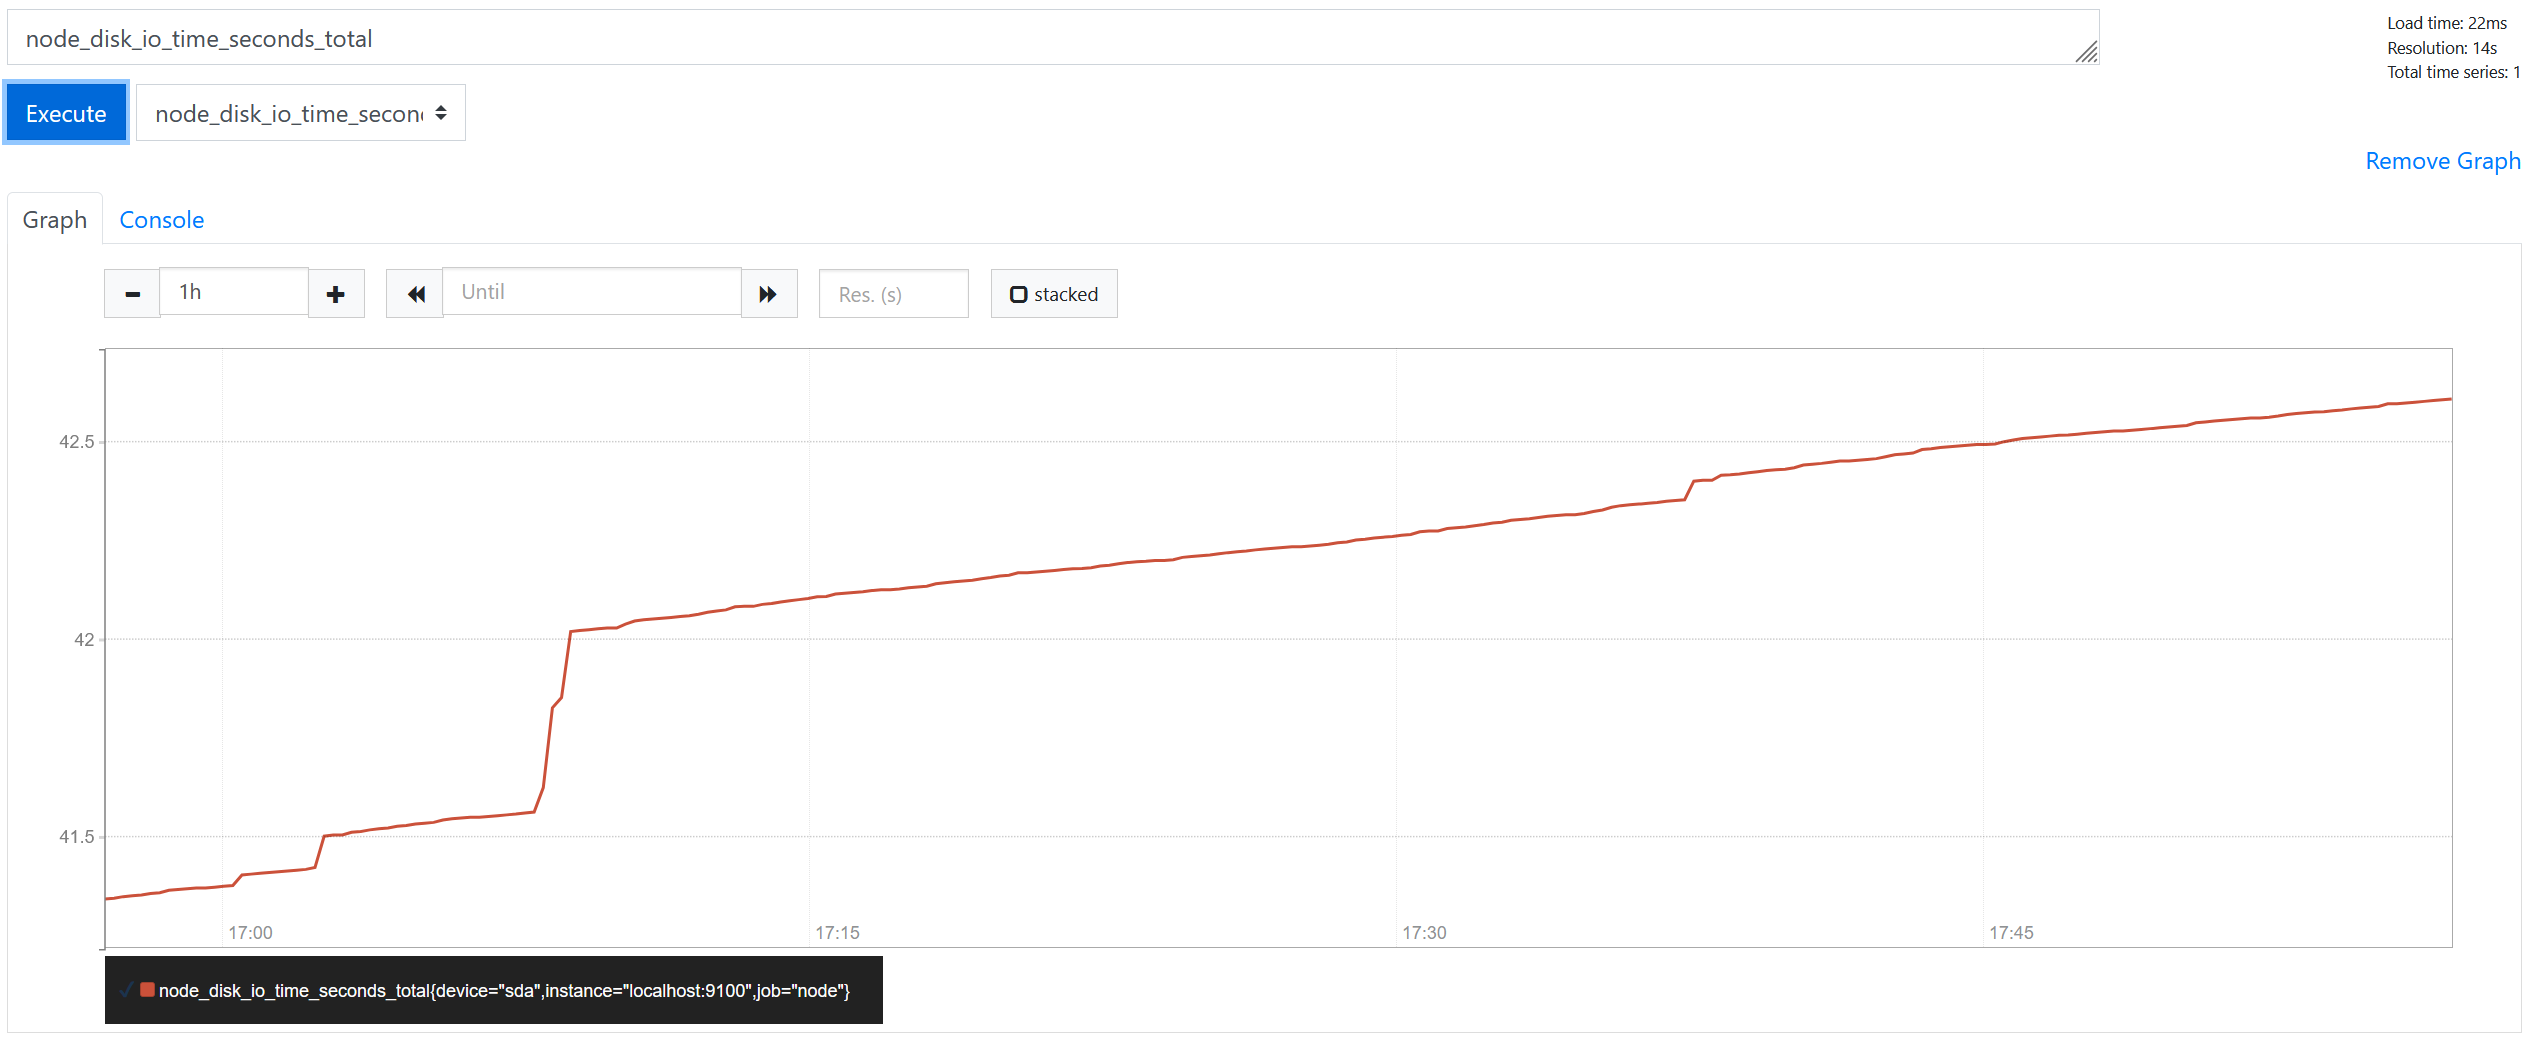 node_disk_io_time_seconds_total
Load time: 22ms
Resolution: 14s
Total time series: 1
Execute
node_disk_io_time_secon
Remove Graph
Graph
Console
1h
Until
Res. (s)
stacked
42.5
42
41.5
17:00
17:15
17:30
17:45
node_disk_io_time_seconds_total{device="sda",instance="localhost:9100",job="node"}